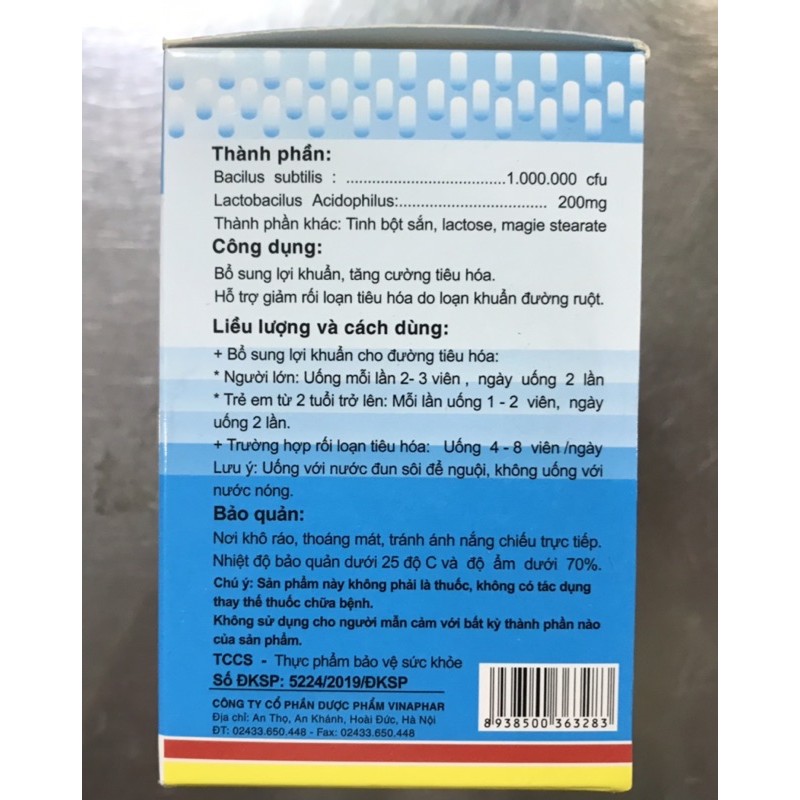 Thành phần:
Bacilus subtilis : .....................................1.000.000 cfu
Lactobacilus Acidophilus:.................................. 200mg
Thành phần khác: Tinh bột sắn, lactose, magie stearate
Công dụng:
Bổ sung lợi khuẩn, tăng cường tiêu hóa.
Hỗ trợ giảm rối loạn tiêu hóa do loạn khuẩn đường ruột.
Liều lượng và cách dùng:
+ Bổ sung lợi khuẩn cho đường tiêu hóa:
* Người lớn: Uống mỗi lần 2- 3 viên , ngày uống 2 lần
* Trẻ em từ 2 tuổi trở lên: Mỗi lần uống 1 - 2 viên, ngày
uống 2 lần.
+ Trường hợp rối loạn tiêu hóa: Uống 4 - 8 viên /ngày
Lưu ý: Uống với nước đun sôi để nguội, không uống với
nước nóng.
Bảo quản:
Nơi khô ráo, thoáng mát, tránh ánh nắng chiếu trực tiếp.
Nhiệt độ bảo quản dưới 25 độ C và độ ẩm dưới 70%.
Chú ý: Sản phẩm này không phải là thuốc, không có tác dụng
thay thế thuốc chữa bệnh.
Không sử dụng cho người mẫn cảm với bất kỳ thành phần nào
của sản phẩm.
TCCS - Thực phẩm bảo vệ sức khỏe
Số ĐKSP: 5224/2019/ĐKSP
CÔNG TY CỔ PHẦN DƯỢC PHẨM VINAPHAR
Địa chỉ: An Thọ, An Khánh, Hoài Đức, Hà Nội
ĐT: 02433.650.448 - Fax: 02433.650.448
8 938500 363283